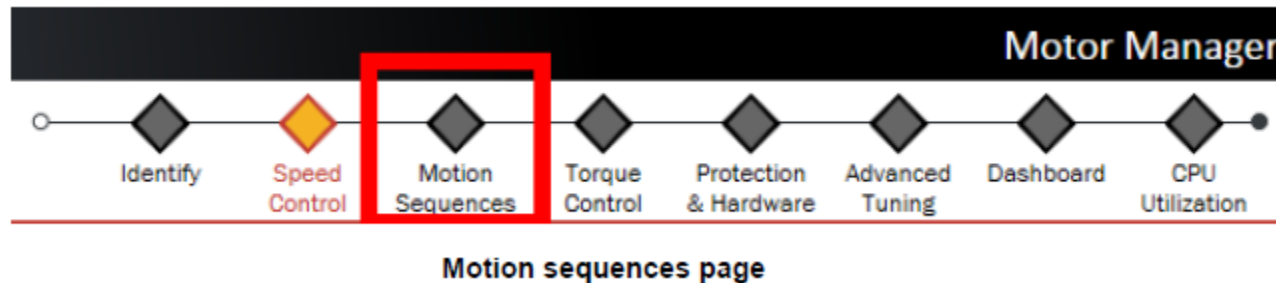 Motor Manager
Identify
Speed
Control
Motion
Sequences
Torque
Control
Protection
& Hardware
Advanced
Tuning
Dashboard
CPU
Utilization
Motion sequences page